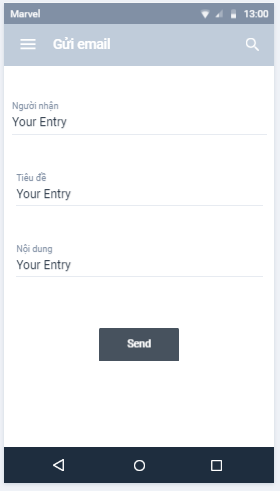 Marvel 13:00
Gửi email
Người nhận
Your Entry
Tiêu đề
Your Entry
Nội dung
Your Entry
Send